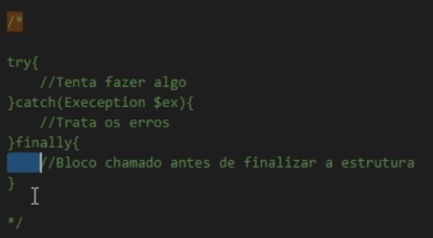 /*
try{
//Tenta fazer algo
}catch(Exeception $ex){
//Trata os erros
}finally{
//Bloco chamado antes de finalizar a estrutura
}
*/